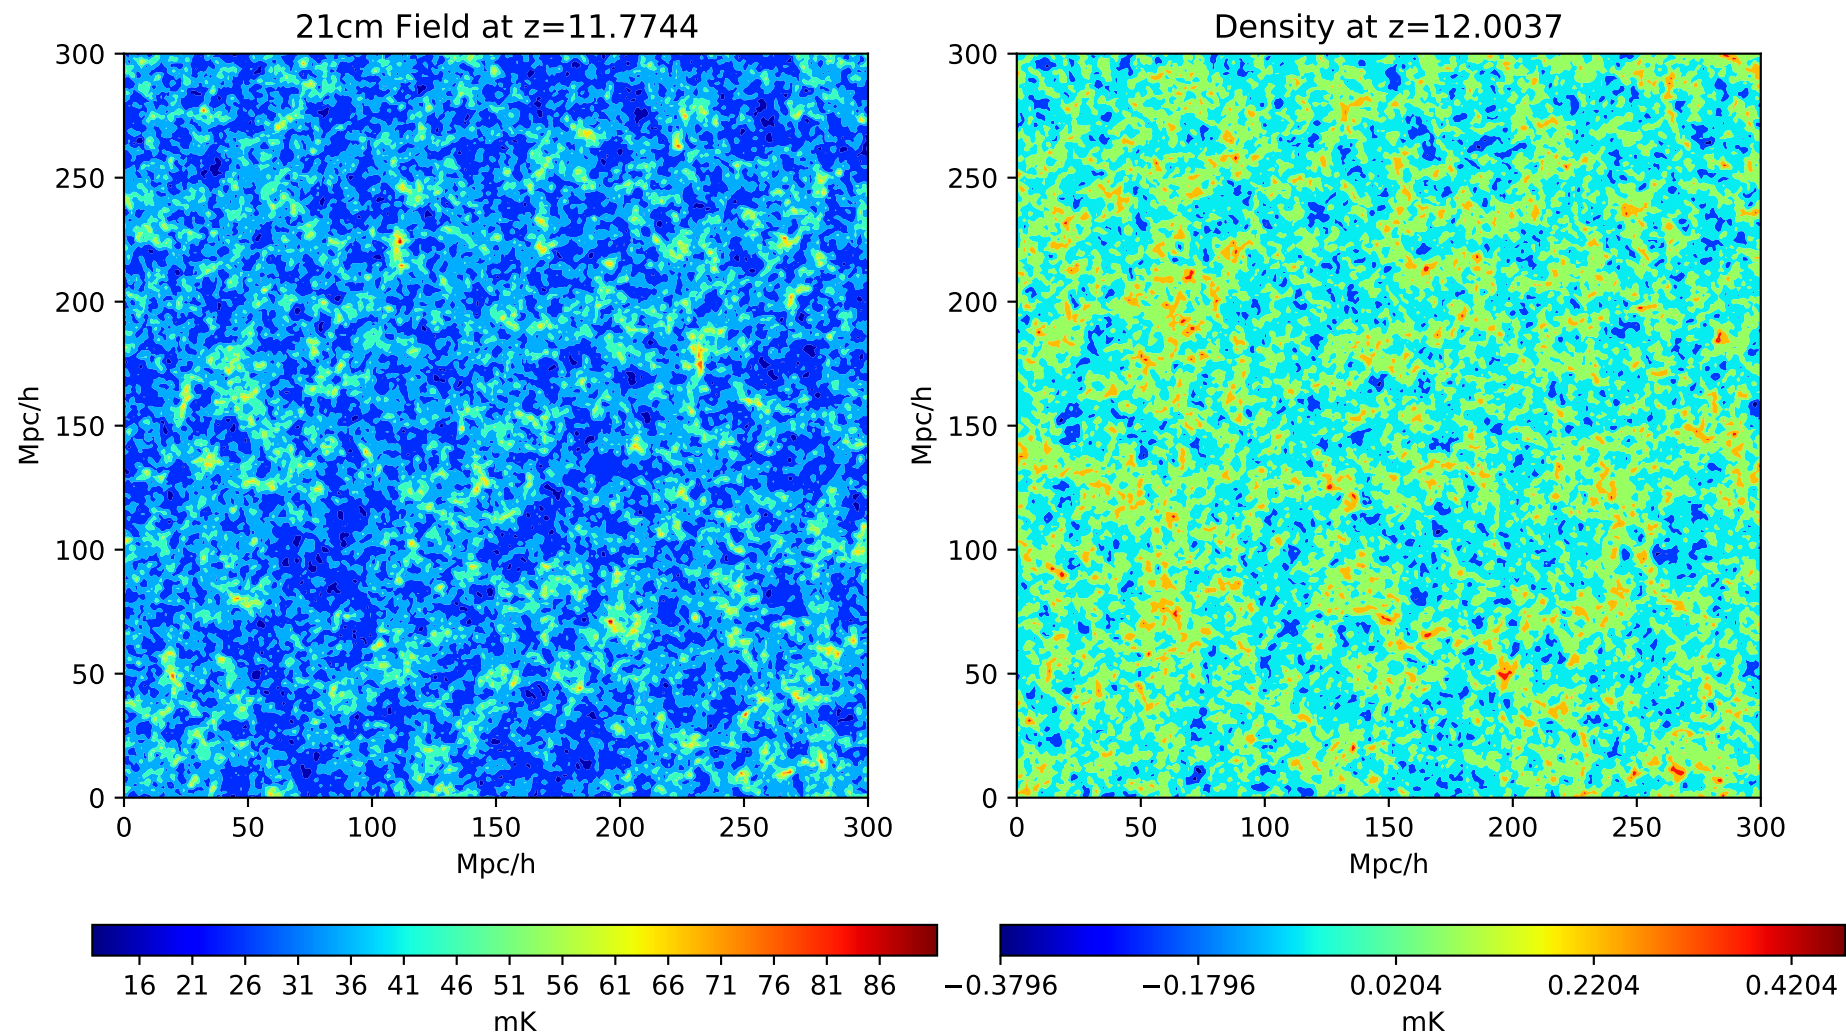 21cm Field at z=11.7744
300
250
200
150
100
50
0
Mpc/h
0 50 100 150 200 250 300
Mpc/h
16 21 26 31 36 41 46 51 56 61 66 71 76 81 86
mK
Density at z=12.0037
300
250
200
150
100
50
0
Mpc/h
0 50 100 150 200 250 300
Mpc/h
−0.3796 −0.1796 0.0204 0.2204 0.4204
mK